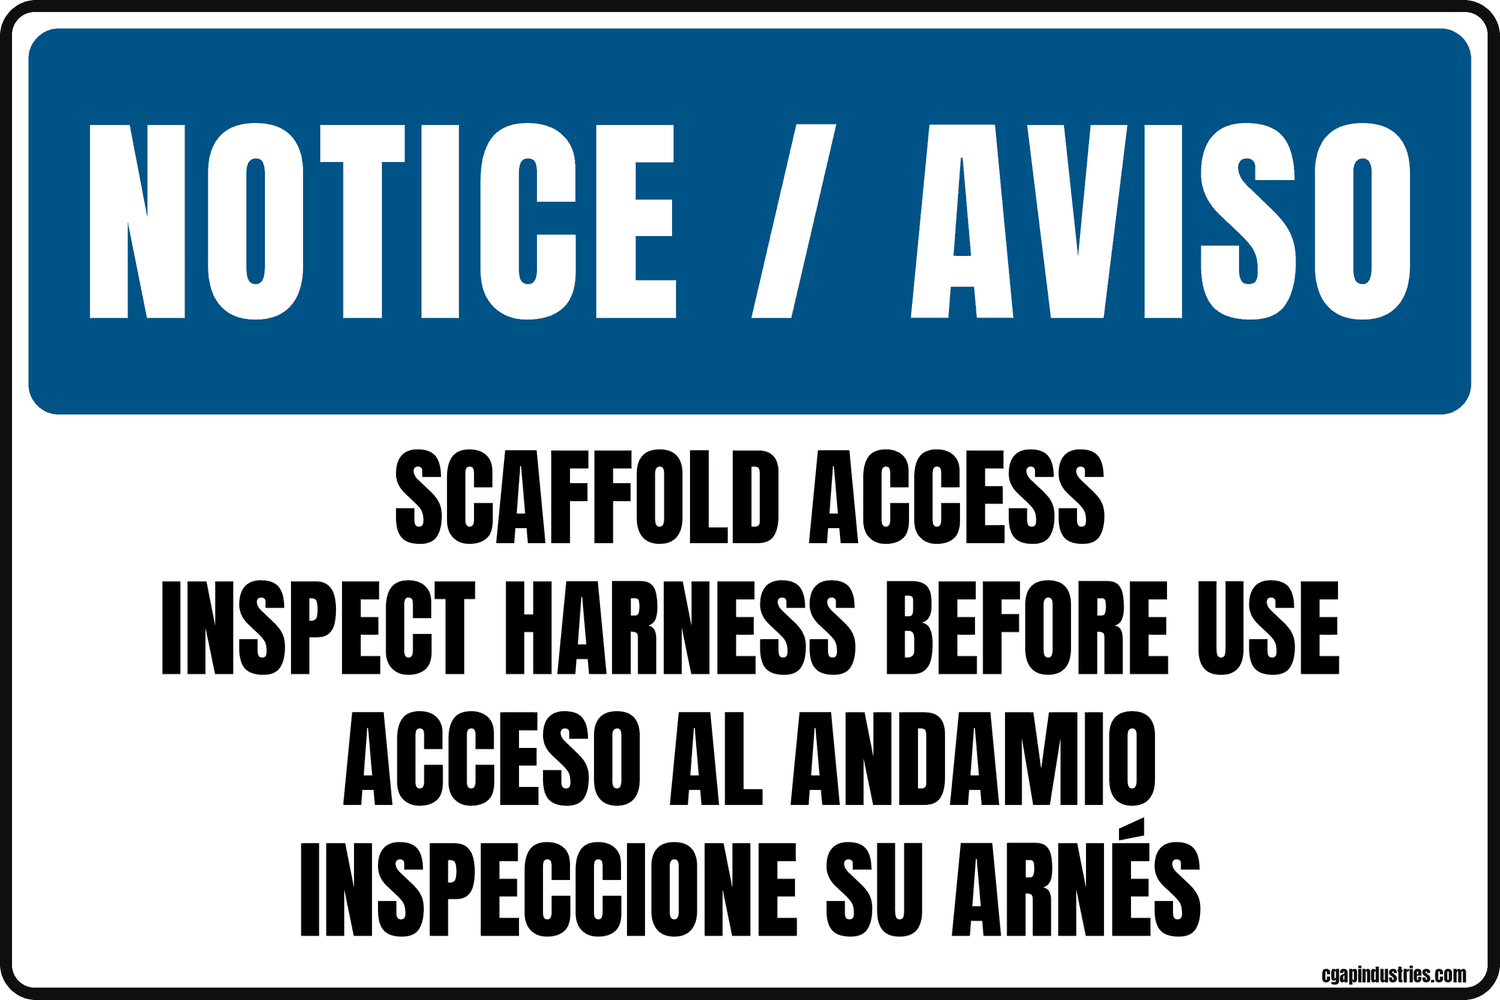 NOTICE / AVISO
SCAFFOLD ACCESS
INSPECT HARNESS BEFORE USE
ACCESO AL ANDAMIO
INSPECCIONE SU ARNÉS
cgapindustries.com